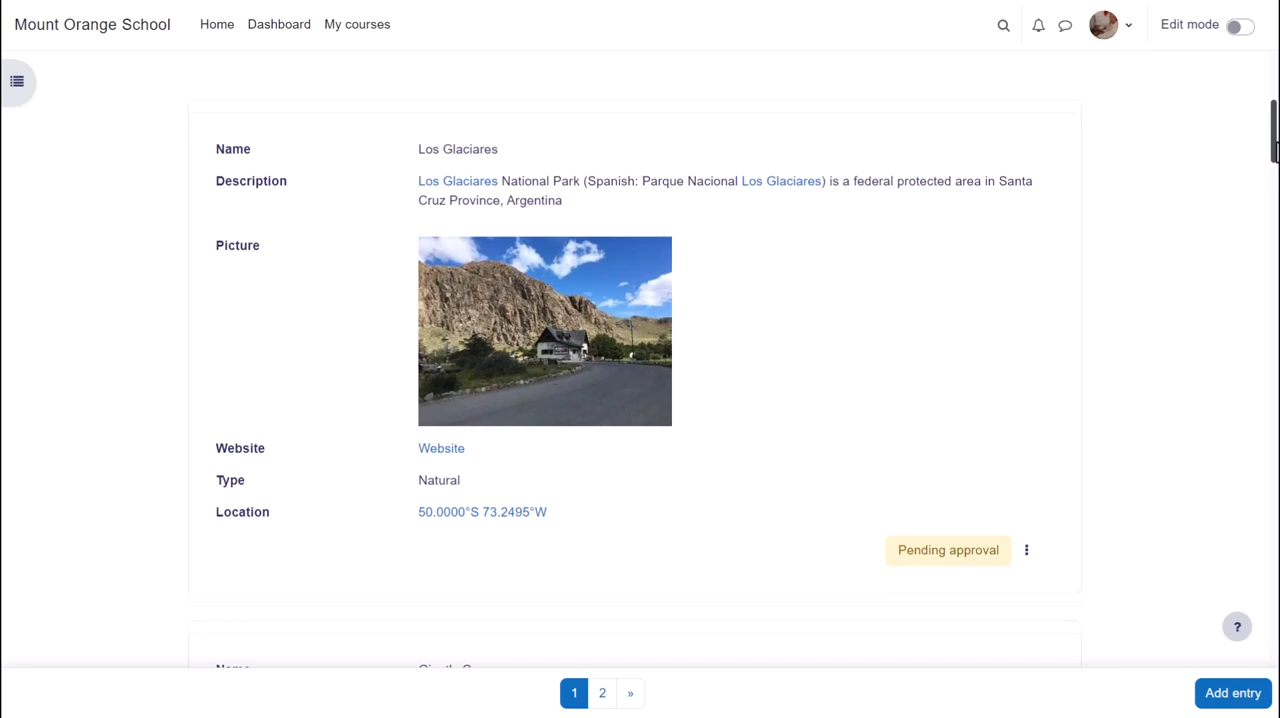 Mount Orange School Home Dashboard My courses Edit mode
Name Los Glaciares
Description Los Glaciares National Park (Spanish: Parque Nacional Los Glaciares) is a federal protected area in Santa
Cruz Province, Argentina
Picture
Website Website
Type Natural
Location 50.0000°S 73.2495°W
Pending approval
?
1 2 »
Add entry